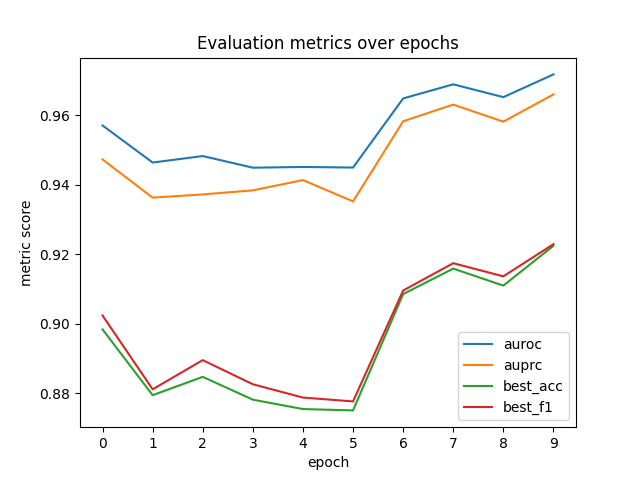 Evaluation metrics over epochs
metric score
0.96
0.94
0.92
0.90
0.88
0 1 2 3 4 5 6 7 8 9
epoch
auroc
auprc
best_acc
best_f1